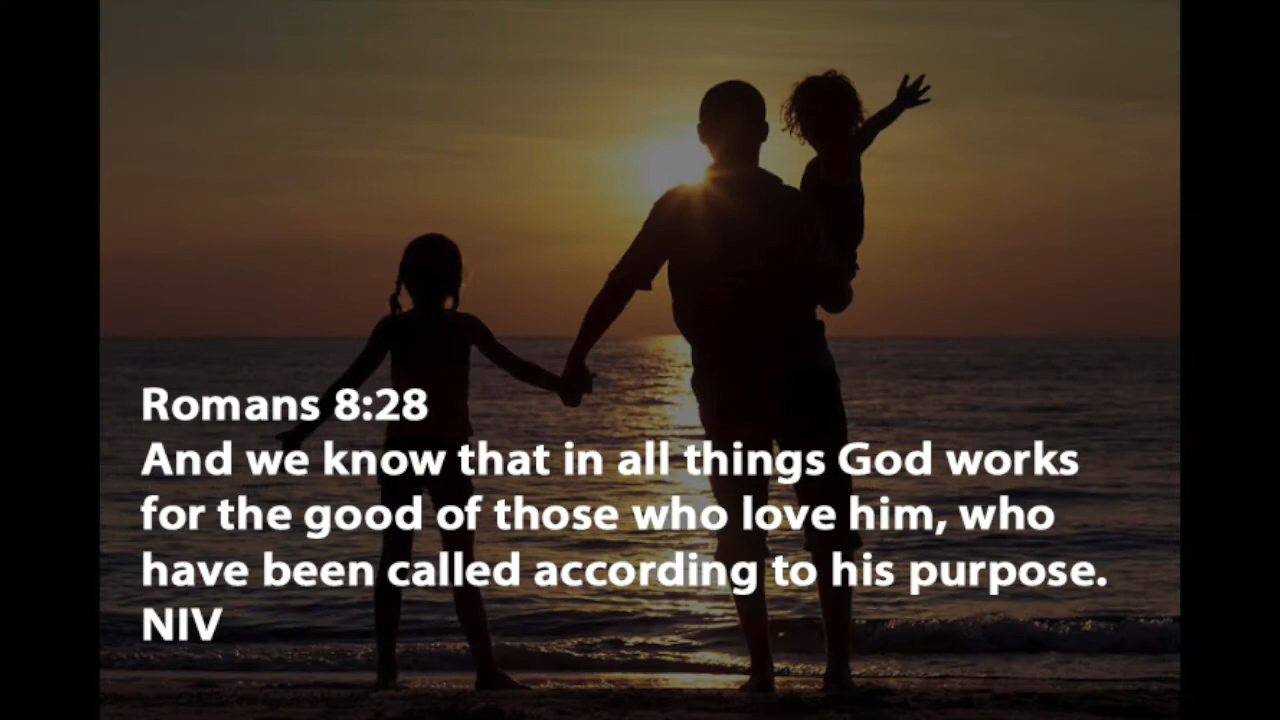 Romans 8:28
And we know that in all things God works
for the good of those who love him, who
have been called according to his purpose.
NIV